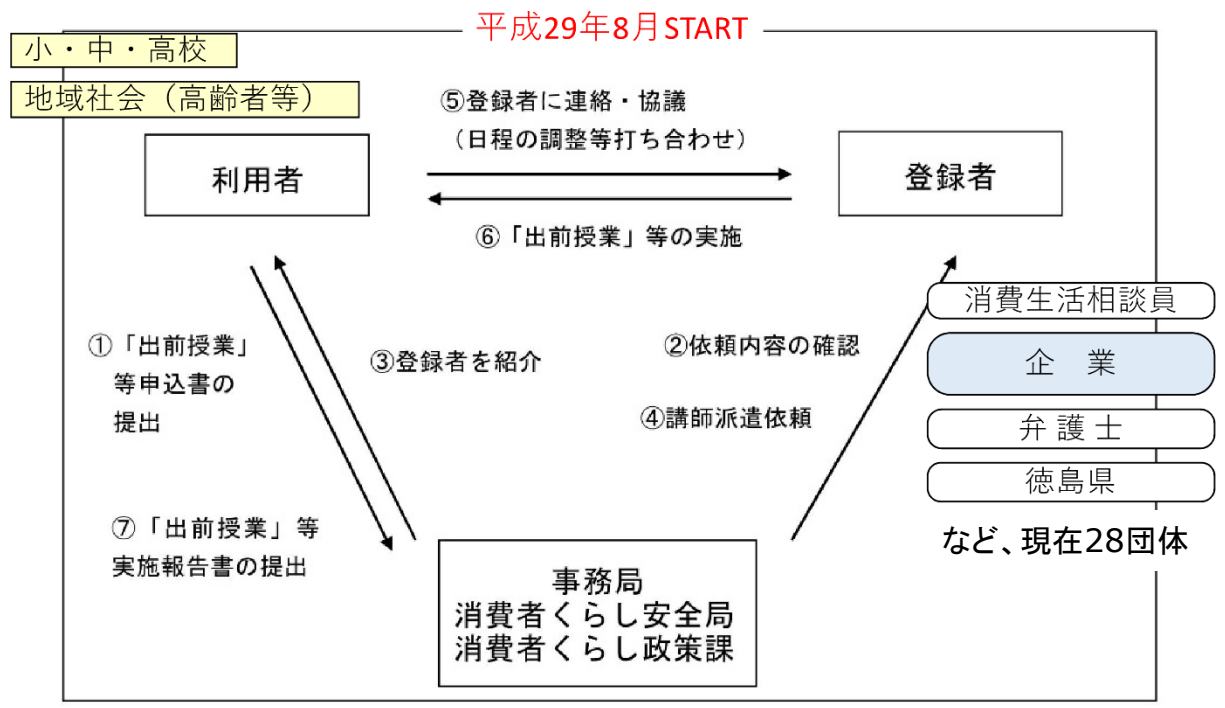 平成29年8月START
小・中・高校
地域社会（高齢者等）
⑤登録者に連絡・協議
（日程の調整等打ち合わせ）
利用者
登録者
⑥「出前授業」等の実施
消費生活相談員
①「出前授業」
等申込書の
提出
③登録者を紹介
②依頼内容の確認
企　業
④講師派遣依頼
弁 護 士
徳島県
⑦「出前授業」等
実施報告書の提出
など、現在28団体
事務局
消費者くらし安全局
消費者くらし政策課